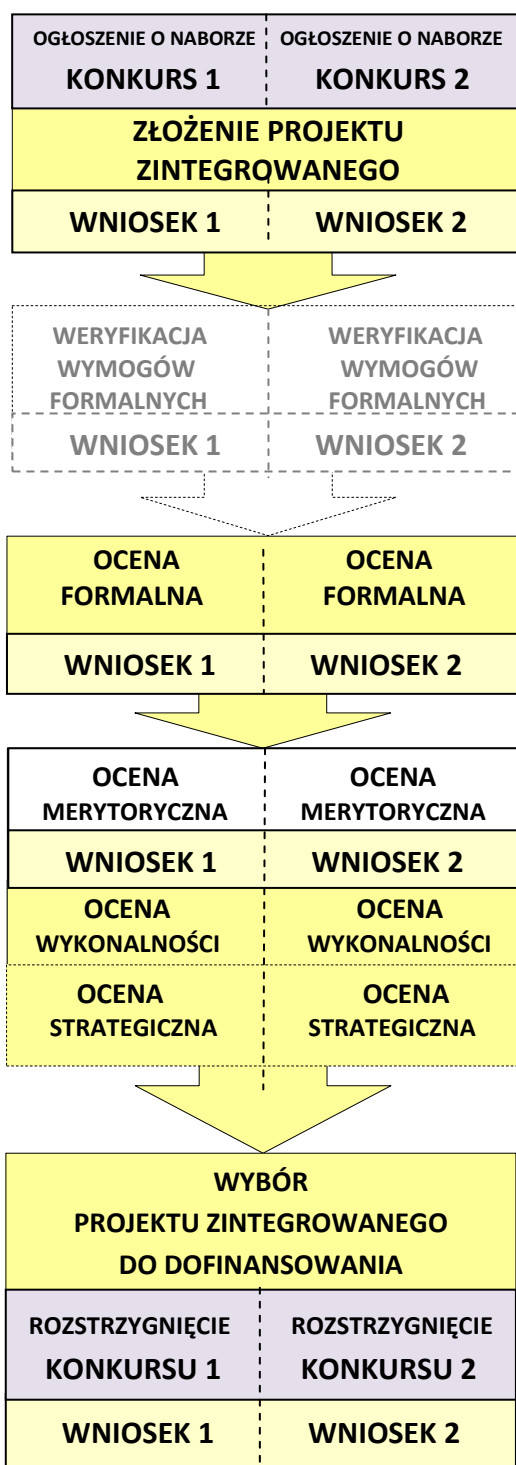 OGŁOSZENIE O NABORZE OGŁOSZENIE O NABORZE
KONKURS 1 KONKURS 2
ZŁOŻENIE PROJEKTU
ZINTEGROWANEGO
WNIOSEK 1 WNIOSEK 2
WERYFIKACJA WERYFIKACJA
WYMOGÓW WYMOGÓW
FORMALNYCH FORMALNYCH
WNIOSEK 1 WNIOSEK 2
OCENA OCENA
FORMALNA FORMALNA
WNIOSEK 1 WNIOSEK 2
OCENA OCENA
MERYTORYCZNA MERYTORYCZNA
WNIOSEK 1 WNIOSEK 2
OCENA OCENA
WYKONALNOŚCI WYKONALNOŚCI
OCENA OCENA
STRATEGICZNA STRATEGICZNA
WYBÓR
PROJEKTU ZINTEGROWANEGO
DO DOFINANSOWANIA
ROZSTRZYGNIĘCIE ROZSTRZYGNIĘCIE
KONKURSU 1 KONKURSU 2
WNIOSEK 1 WNIOSEK 2